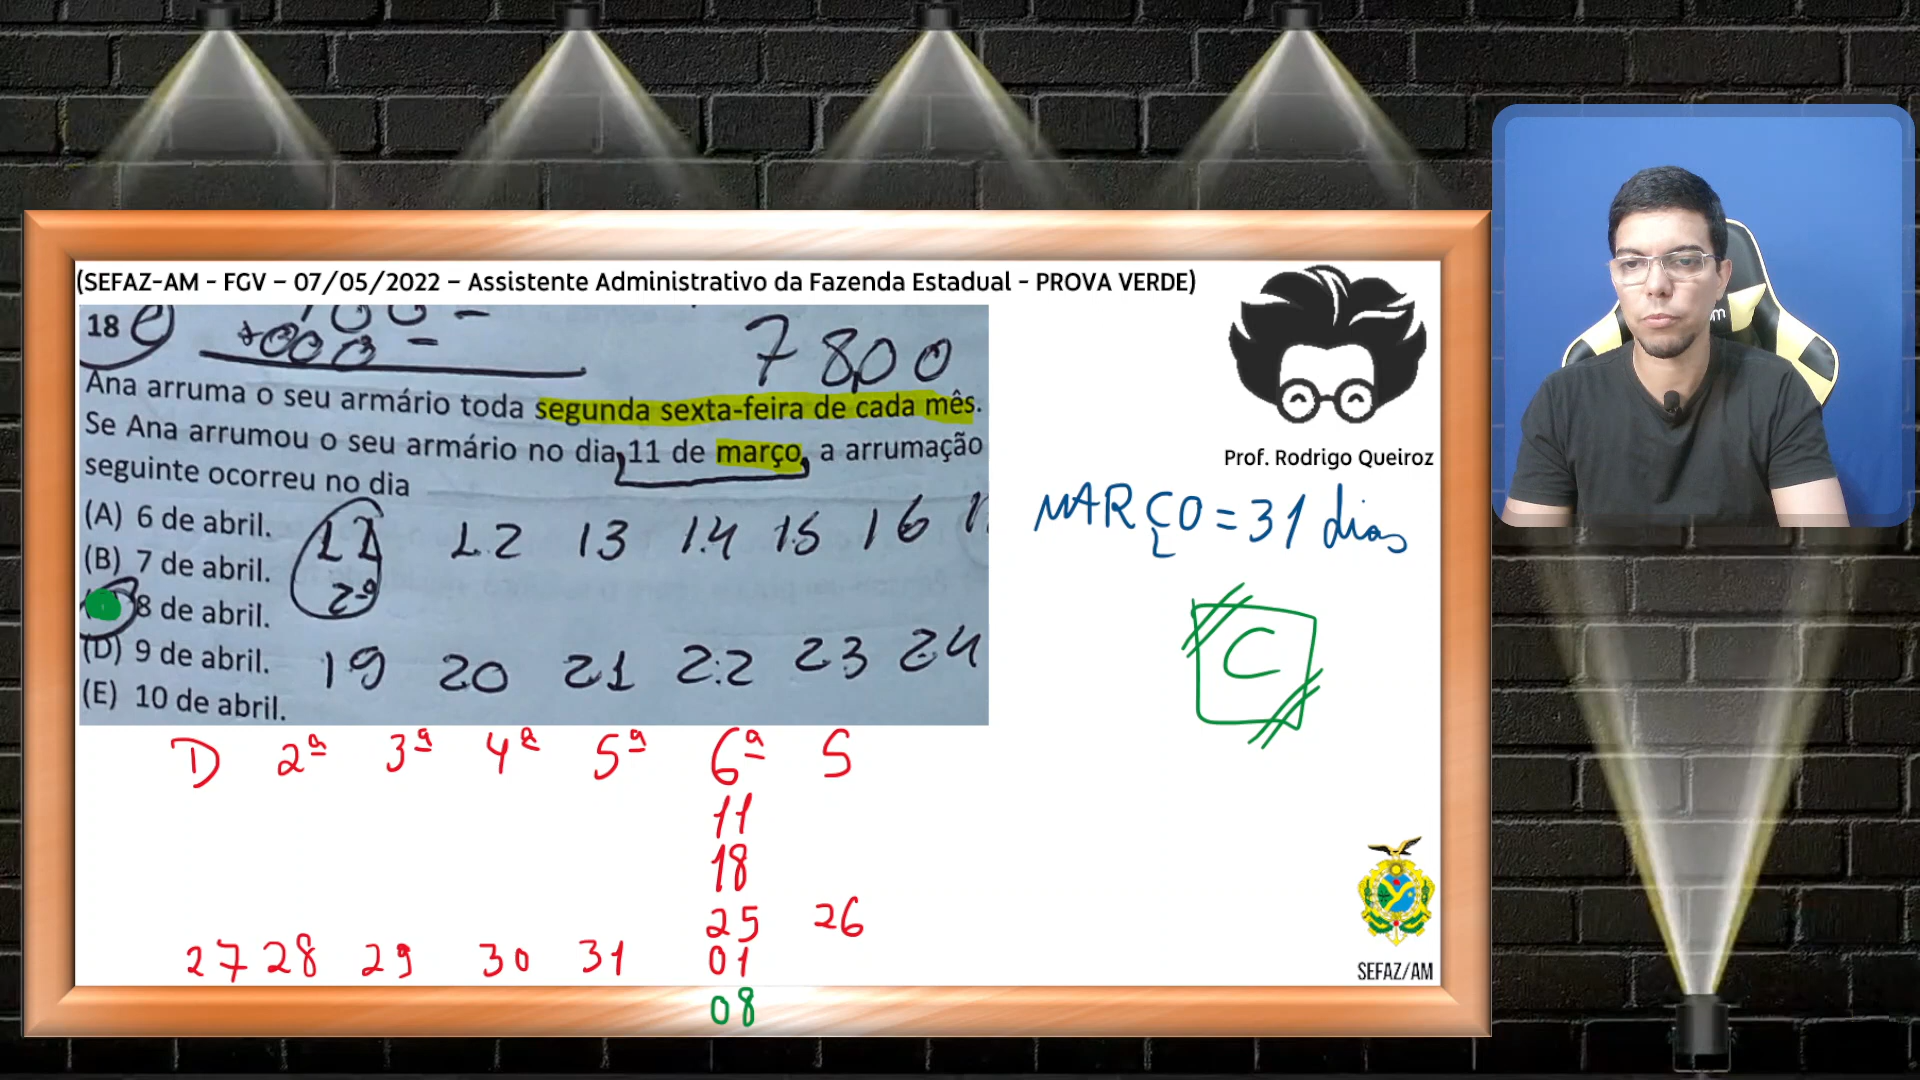 (SEFAZ-AM - FGV – 07/05/2022 – Assistente Administrativo da Fazenda Estadual - PROVA VERDE)
18
000 -
7800
Ana arruma o seu armário toda segunda sexta-feira de cada mês.
Se Ana arrumou o seu armário no dia 11 de março, a arrumação
seguinte ocorreu no dia
(A) 6 de abril.
(B) 7 de abril.
8 de abril.
(D) 9 de abril.
(E) 10 de abril.
11 12 13 14 15 16
2ª
19 20 21 22 23 24
Prof. Rodrigo Queiroz
MARÇO = 31 dias
C
D 2ª 3ª 4ª 5ª 6ª S
11
18
25 26
27 28 29 30 31 01
08
SEFAZ/AM